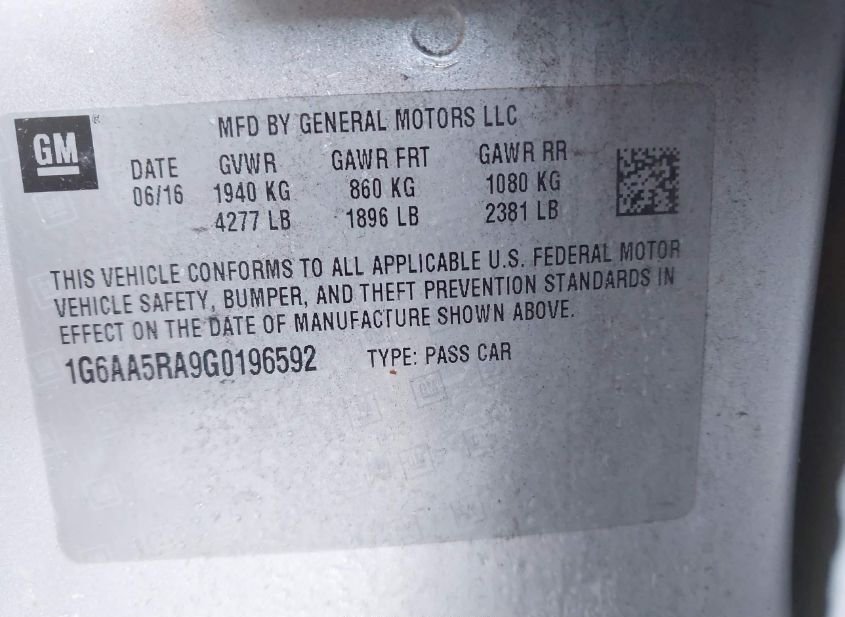 GM
MFD BY GENERAL MOTORS LLC
DATE GVWR GAWR FRT GAWR RR
06/16 1940 KG 860 KG 1080 KG
4277 LB 1896 LB 2381 LB
THIS VEHICLE CONFORMS TO ALL APPLICABLE U.S. FEDERAL MOTOR
VEHICLE SAFETY, BUMPER, AND THEFT PREVENTION STANDARDS IN
EFFECT ON THE DATE OF MANUFACTURE SHOWN ABOVE.
1G6AA5RA9G0196592 TYPE: PASS CAR